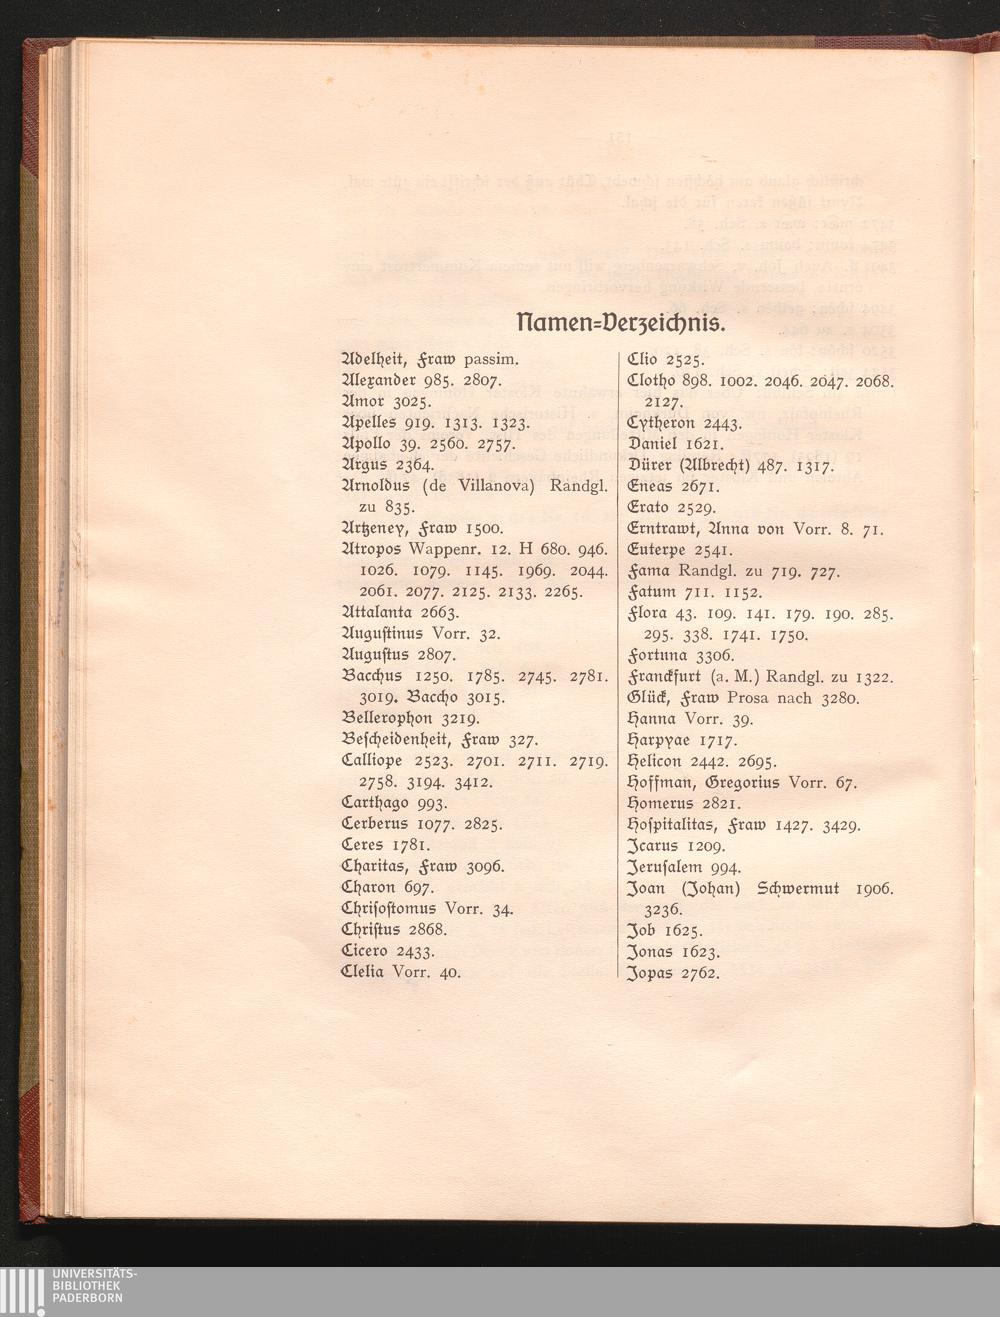 Namen-Verzeichnis.
Adelheit, Fraw passim.
Alexander 985. 2807.
Amor 3025.
Apelles 919. 1313. 1323.
Apollo 39. 2560. 2757.
Argus 2364.
Arnoldus (de Villanova) Randgl.
zu 835.
Artzeney, Fraw 1500.
Atropos Wappenr. 12. H 680. 946.
1026. 1079. 1145. 1969. 2044.
2061. 2077. 2125. 2133. 2265.
Attalanta 2663.
Augustinus Vorr. 32.
Augustus 2807.
Bacchus 1250. 1785. 2745. 2781.
3019. Baccho 3015.
Bellerophon 3219.
Bescheidenheit, Fraw 327.
Calliope 2523. 2701. 2711. 2719.
2758. 3194. 3412.
Carthago 993.
Cerberus 1077. 2825.
Ceres 1781.
Charitas, Fraw 3096.
Charon 697.
Chrisostomus Vorr. 34.
Christus 2868.
Cicero 2433.
Clelia Vorr. 40.
Clio 2525.
Clotho 898. 1002. 2046. 2047. 2068.
2127.
Cytheron 2443.
Daniel 1621.
Dürer (Albrecht) 487. 1317.
Eneas 2671.
Erato 2529.
Erntrawt, Anna von Vorr. 8. 71.
Euterpe 2541.
Fama Randgl. zu 719. 727.
Fatum 711. 1152.
Flora 43. 109. 141. 179. 190. 285.
295. 338. 1741. 1750.
Fortuna 3306.
Franckfurt (a. M.) Randgl. zu 1322.
Glück, Fraw Prosa nach 3280.
Hanna Vorr. 39.
Harpyae 1717.
Helicon 2442. 2695.
Hoffman, Gregorius Vorr. 67.
Homerus 2821.
Hospitalitas, Fraw 1427. 3429.
Icarus 1209.
Jerusalem 994.
Joan (Johan) Schwermut 1906.
3236.
Job 1625.
Jonas 1623.
Jopas 2762.
UNIVERSITÄTS-
BIBLIOTHEK
PADERBORN